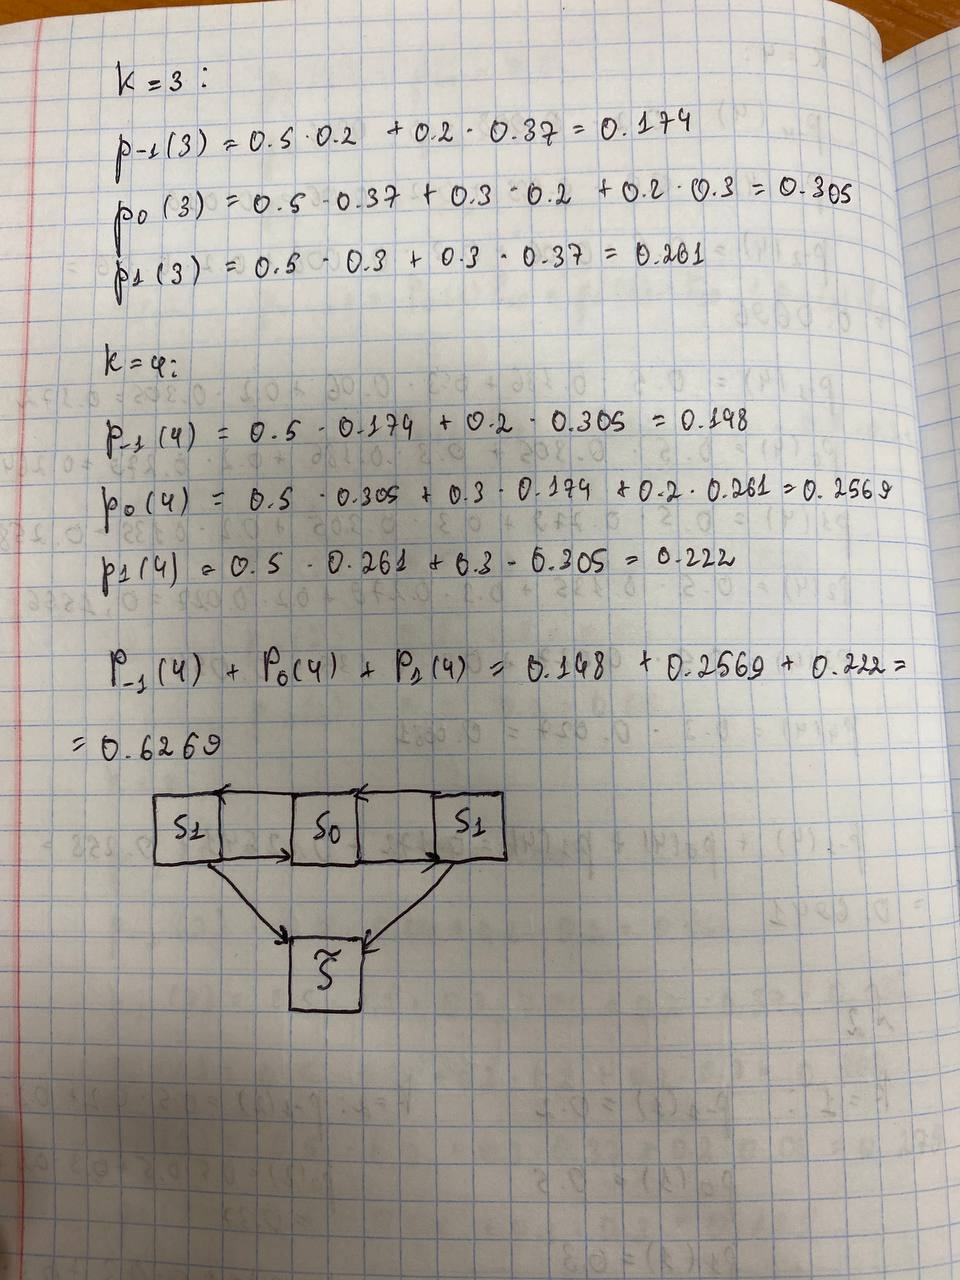 K = 3 :
p-1(3) = 0.5 · 0.2 + 0.2 · 0.37 = 0.174
p0 (3) = 0.5 · 0.37 + 0.3 · 0.2 + 0.2 · 0.3 = 0.305
p1 (3) = 0.5 · 0.3 + 0.3 · 0.37 = 0.261
K = 4:
p-1 (4) = 0.5 · 0.174 + 0.2 · 0.305 = 0.148
p0 (4) = 0.5 · 0.305 + 0.3 · 0.174 + 0.2 · 0.261 = 0.2569
p1 (4) = 0.5 · 0.261 + 0.3 · 0.305 = 0.222
P-1 (4) + P0 (4) + P1 (4) = 0.148 + 0.2569 + 0.222 =
= 0.6269
S1 S0 S1
S̃